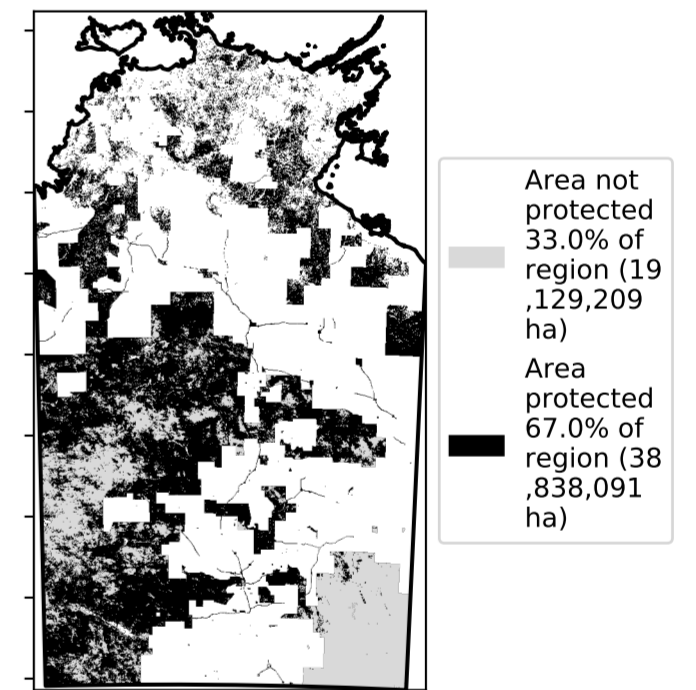 Area not
protected
33.0% of
region (19
,129,209
ha)
Area
protected
67.0% of
region (38
,838,091
ha)